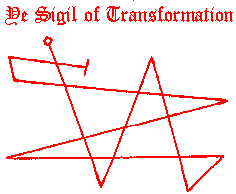 Ye Sigil of Transformation